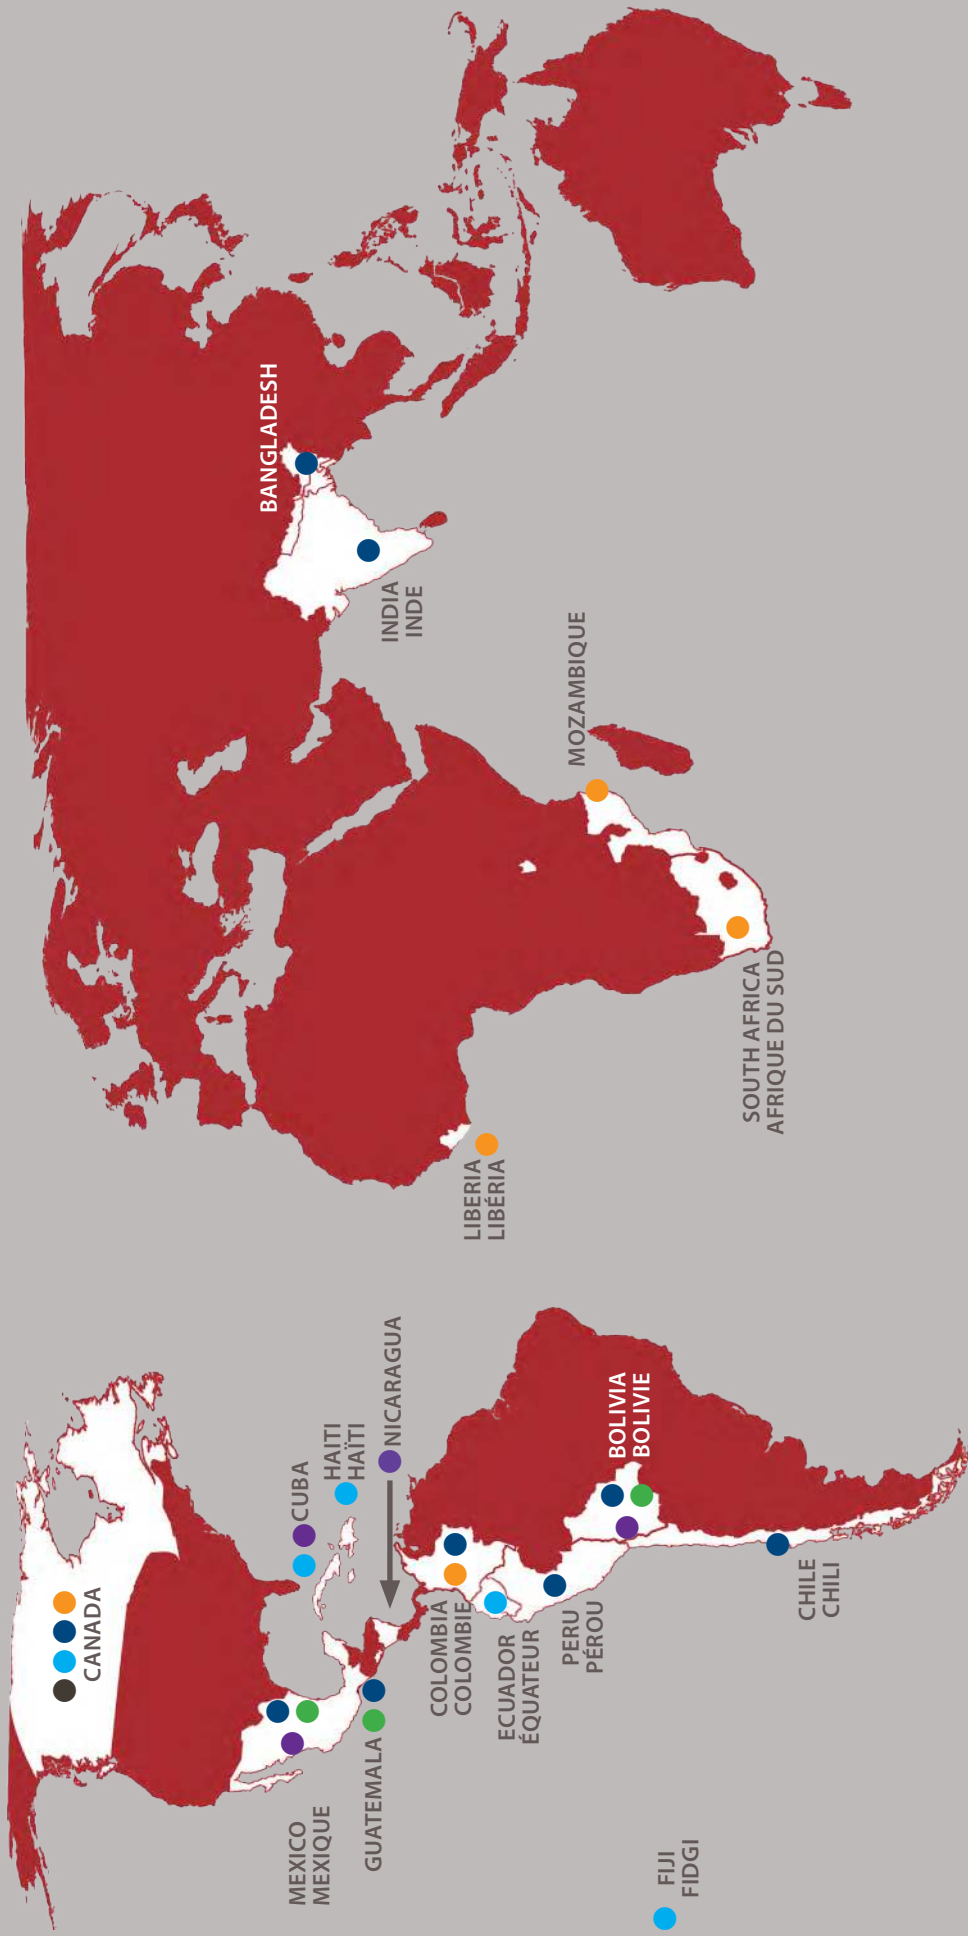 CANADA
CUBA
HAITI
HAÏTI
NICARAGUA
MEXICO
MEXIQUE
GUATEMALA
COLOMBIA
COLOMBIE
ECUADOR
ÉQUATEUR
PERU
PÉROU
BOLIVIA
BOLIVIE
CHILE
CHILI
FIJI
FIDGI
LIBERIA
LIBÉRIA
SOUTH AFRICA
AFRIQUE DU SUD
MOZAMBIQUE
INDIA
INDE
BANGLADESH